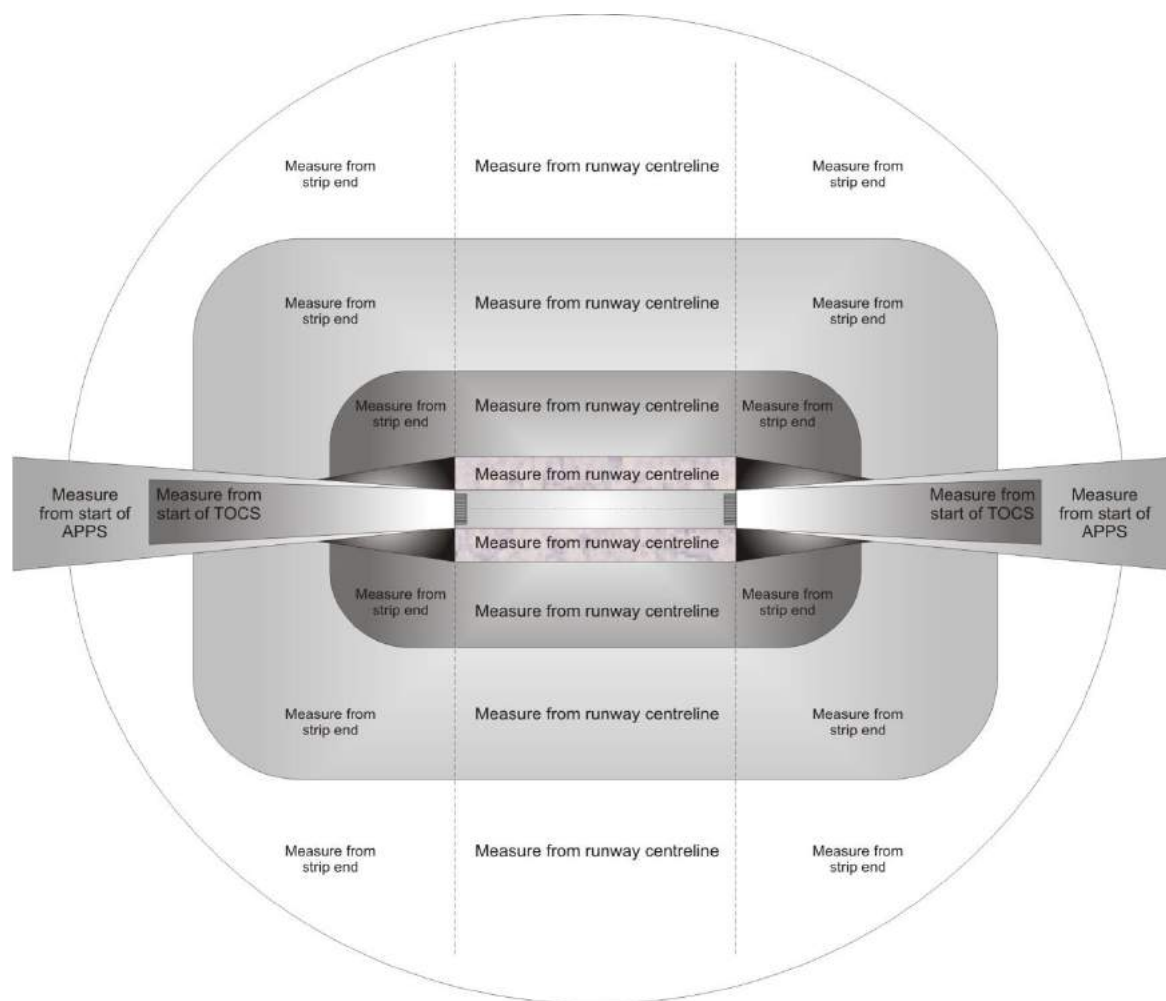 Measure from
strip end
Measure from runway centreline
Measure from
strip end
Measure from
strip end
Measure from runway centreline
Measure from
strip end
Measure from
strip end
Measure from runway centreline
Measure from
strip end
Measure from runway centreline
Measure
from start of
APPS
Measure from
start of TOCS
Measure from
start of TOCS
Measure
from start of
APPS
Measure from runway centreline
Measure from
strip end
Measure from runway centreline
Measure from
strip end
Measure from
strip end
Measure from runway centreline
Measure from
strip end
Measure from
strip end
Measure from runway centreline
Measure from
strip end